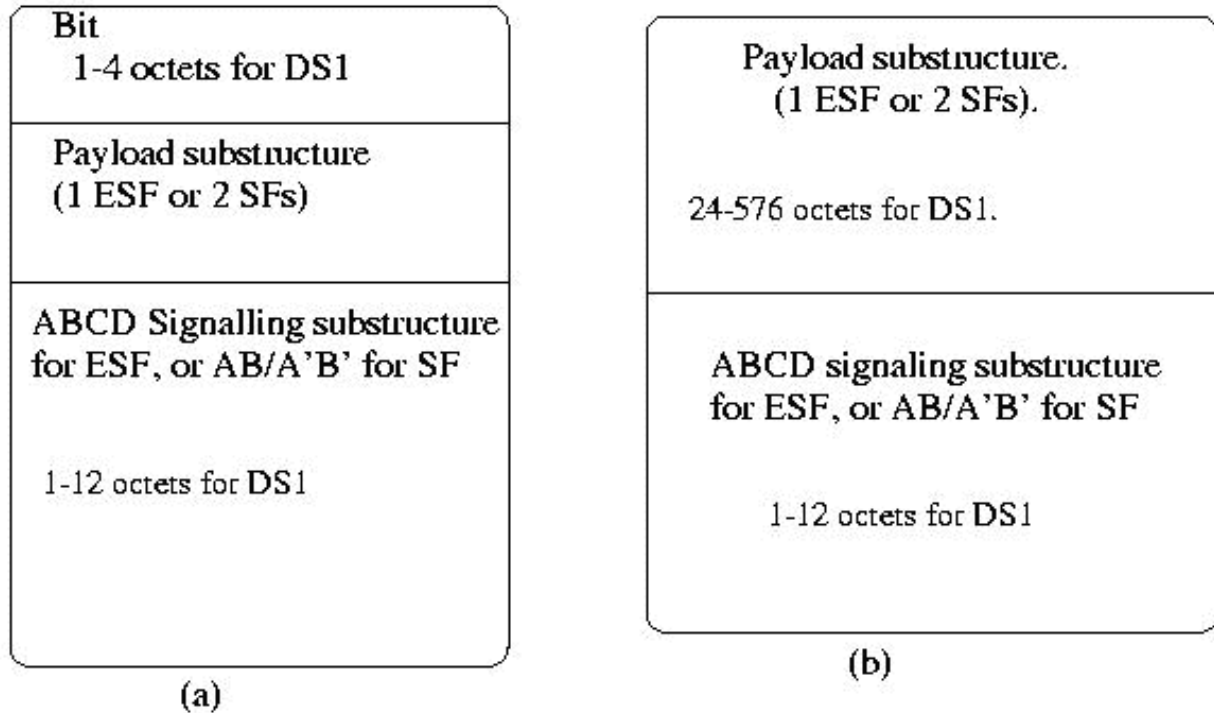 Bit
1-4 octets for DS1
Payload substructure
(1 ESF or 2 SFs)
ABCD Signalling substructure
for ESF, or AB/A'B' for SF
1-12 octets for DS1
(a)
Payload substructure.
(1 ESF or 2 SFs).
24-576 octets for DS1.
ABCD signaling substructure
for ESF, or AB/A'B' for SF
1-12 octets for DS1
(b)